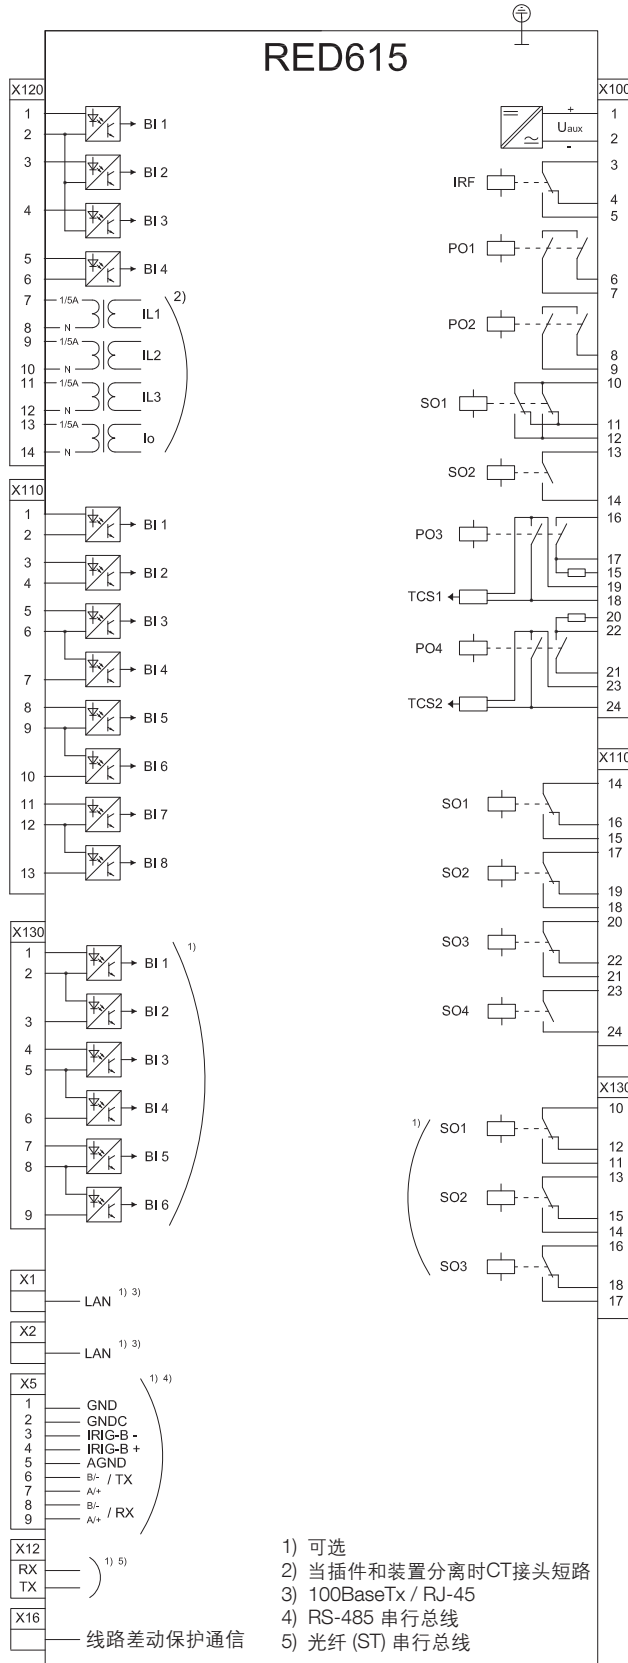 RED615
X120
1
2
BI 1
3
BI 2
4
BI 3
5
6
BI 4
7 1/5A
8 N
IL1
2)
9 1/5A
10 N
IL2
11 1/5A
12 N
IL3
13 1/5A
14 N
Io
X110
1
2
BI 1
3
4
BI 2
5
6
BI 3
7
BI 4
8
9
BI 5
10
BI 6
11
12
BI 7
13
BI 8
X130
1)
1
2
BI 1
3
BI 2
4
5
BI 3
6
BI 4
7
8
BI 5
9
BI 6
X1
LAN 1) 3)
X2
LAN 1) 3)
X5
1) 4)
1 GND
2 GNDC
3 IRIG-B -
4 IRIG-B +
5 AGND
6 B/- / TX
7 A/+
8 B/- / RX
9 A/+
X12
RX
TX
1) 5)
X16
线路差动保护通信
X100
+
Uaux
-
1
2
IRF
3
4
5
PO1
6
7
PO2
8
9
SO1
10
11
12
SO2
13
14
PO3
16
17
15
19
18
TCS1
20
22
PO4
21
23
24
TCS2
X110
SO1
14
16
15
SO2
17
19
18
SO3
20
22
21
SO4
23
24
X130
1)
SO1
10
12
11
SO2
13
15
14
SO3
16
18
17
1) 可选
2) 当插件和装置分离时CT接头短路
3) 100BaseTx / RJ-45
4) RS-485 串行总线
5) 光纤 (ST) 串行总线